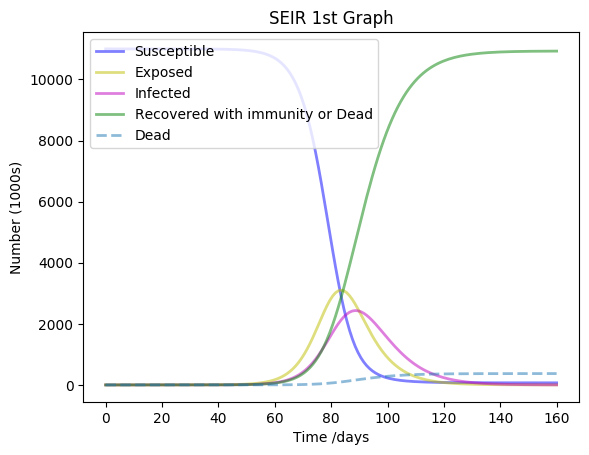 SEIR 1st Graph
Susceptible
Exposed
Infected
Recovered with immunity or Dead
Dead
Number (1000s)
10000
8000
6000
4000
2000
0
0 20 40 60 80 100 120 140 160
Time /days